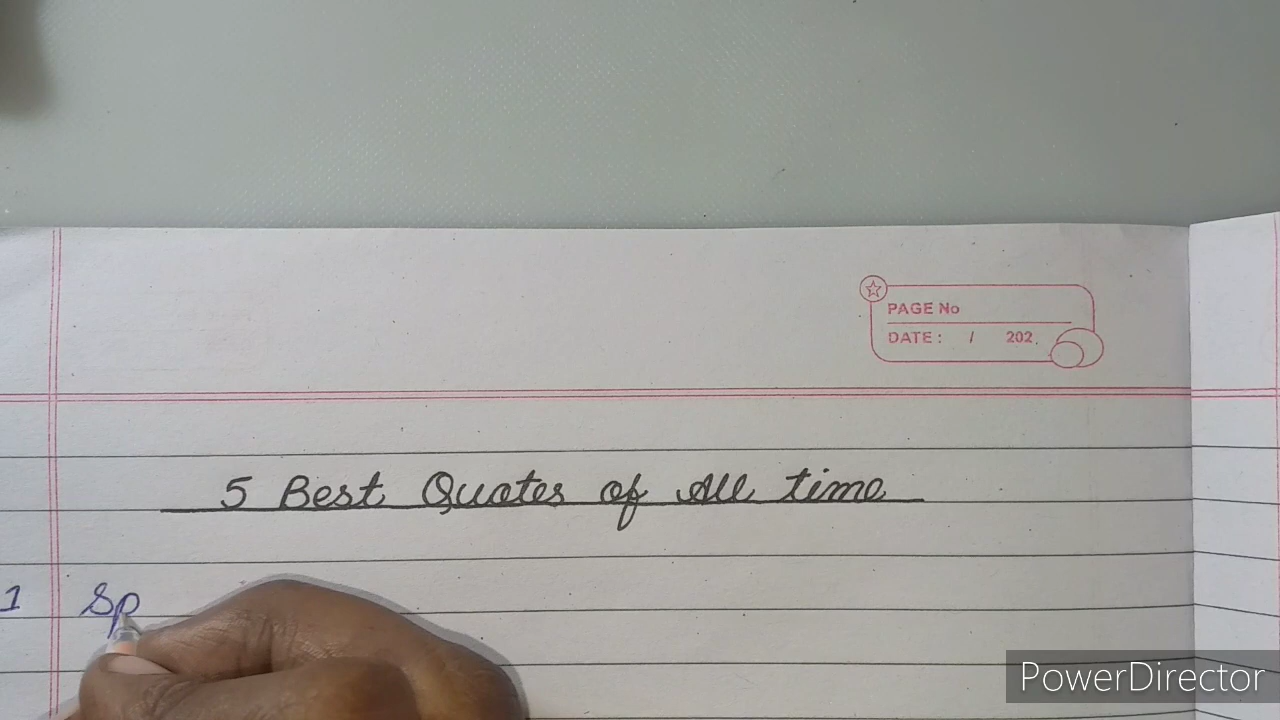 PAGE No
DATE : / 202
5 Best Quotes of All time
1 Sp
PowerDirector